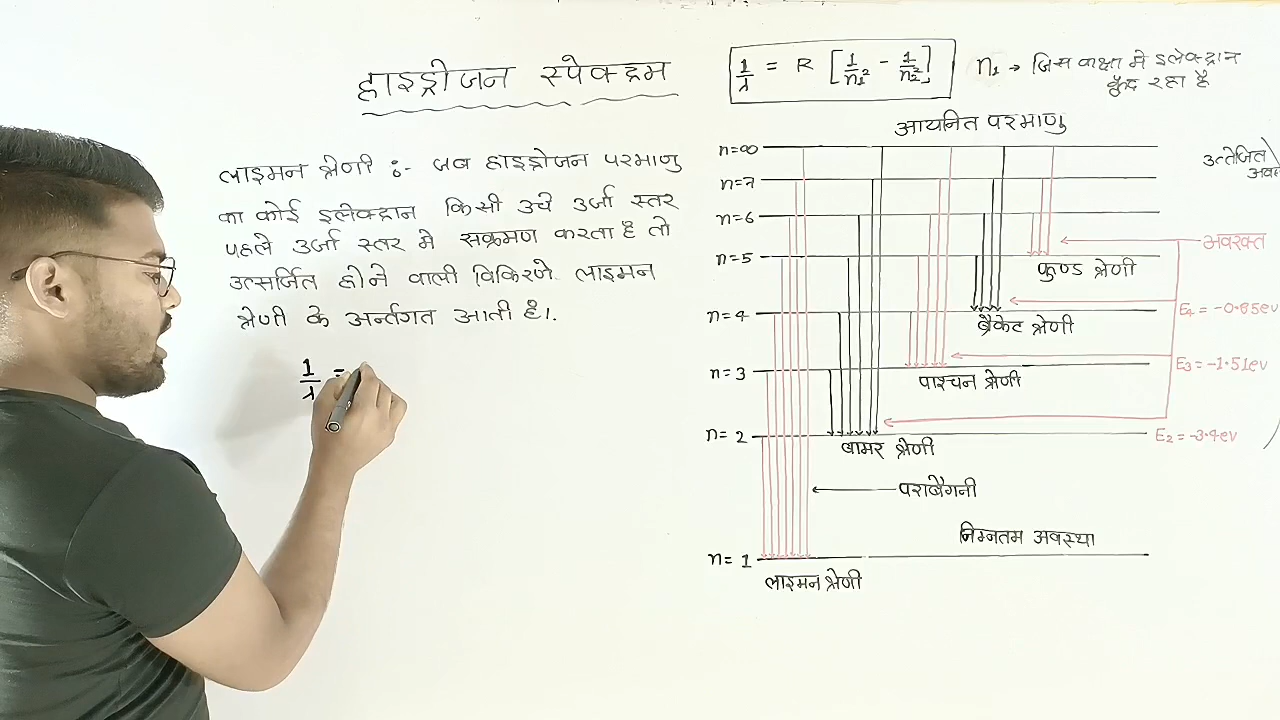 हाइड्रोजन स्पेक्ट्रम
1/λ = R [1/n₁² - 1/n₂²]
n₁ → जिस कक्षा मे इलेक्ट्रान
कूद रहा है
लाइमन श्रेणी :- जब हाइड्रोजन परमाणु
का कोई इलेक्ट्रान किसी उचे उर्जा स्तर
पहले उर्जा स्तर मे सक्रमण करता है तो
उत्सर्जित होने वाली विकिरणे लाइमन
श्रेणी के अर्न्तगत आती है।.
1/λ =
आयनित परमाणु
n=∞
उत्तेजित
n=7
n=6
अवरक्त
n=5
फुण्ड श्रेणी
n=4
E₄ = -0.85ev
ब्रैकेट श्रेणी
n=3
E₃ = -1.51ev
पाश्चन श्रेणी
n=2
E₂ = -3.4ev
बामर श्रेणी
पराबैगनी
निम्नतम अवस्था
n=1
लाइमन श्रेणी